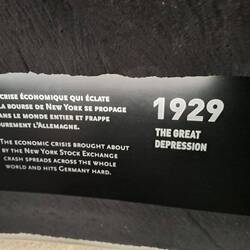 CRISE ÉCONOMIQUE QUI ÉCLATE
LA BOURSE DE NEW YORK SE PROPAGE
DANS LE MONDE ENTIER ET FRAPPE
DUREMENT L'ALLEMAGNE.
THE ECONOMIC CRISIS BROUGHT ABOUT
BY THE NEW YORK STOCK EXCHANGE
CRASH SPREADS ACROSS THE WHOLE
WORLD AND HITS GERMANY HARD.
1929
THE GREAT
DEPRESSION